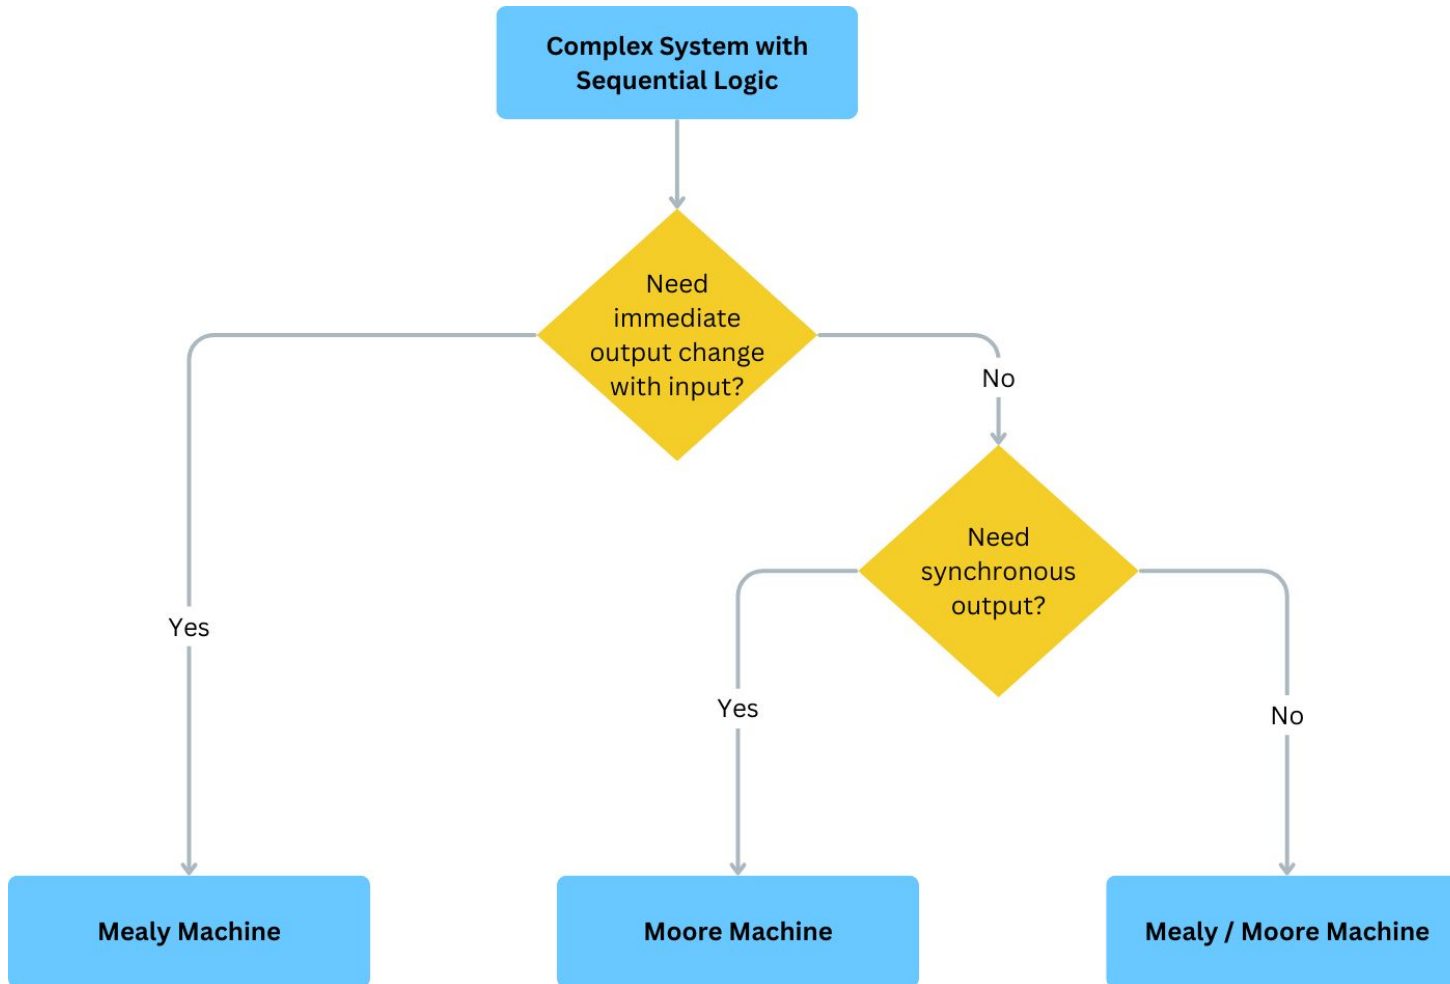 Complex System with
Sequential Logic
Need
immediate
output change
with input?
No
Need
synchronous
output?
Yes
Yes
No
Mealy Machine
Moore Machine
Mealy / Moore Machine